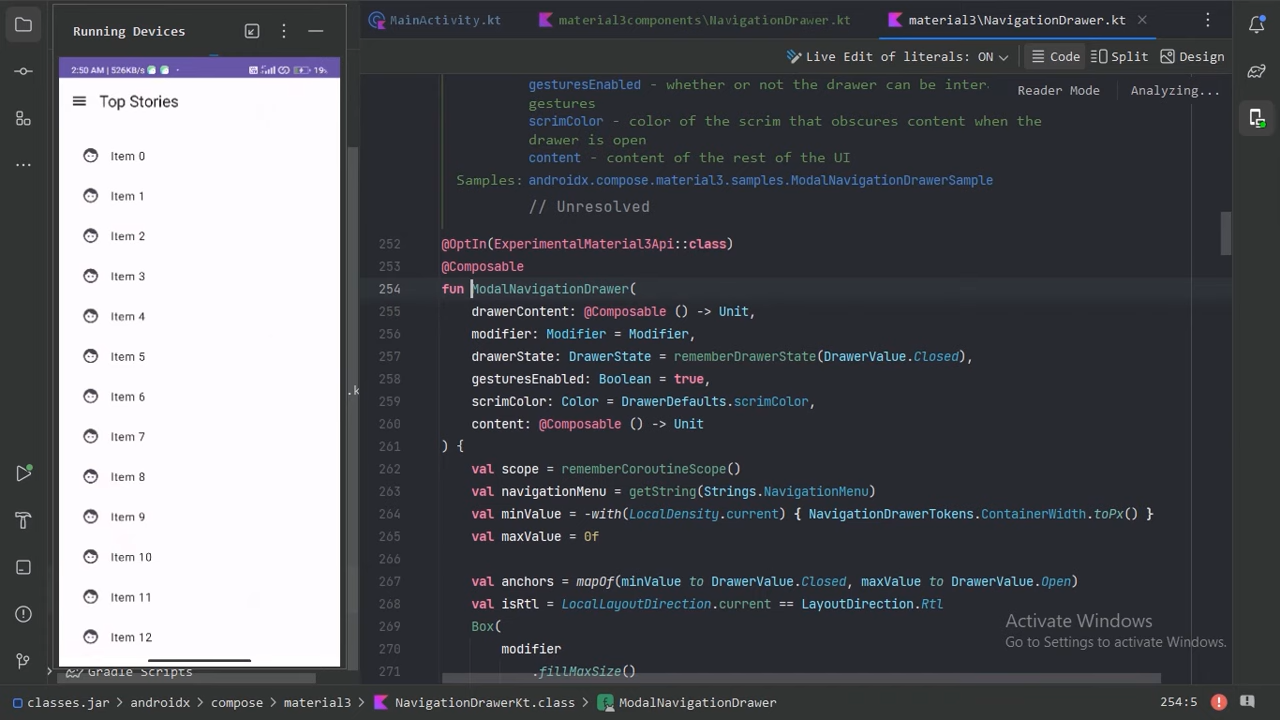 Running Devices
MainActivity.kt
material3components\NavigationDrawer.kt
material3\NavigationDrawer.kt
Live Edit of literals: ON
Code
Split
Design
2:50 AM | 526KB/s
19%
Top Stories
Item 0
Item 1
Item 2
Item 3
Item 4
Item 5
Item 6
Item 7
Item 8
Item 9
Item 10
Item 11
Item 12
Gradle Scripts
.k
Reader Mode
Analyzing...
gesturesEnabled - whether or not the drawer can be inter
gestures
scrimColor - color of the scrim that obscures content when the
drawer is open
content - content of the rest of the UI
Samples: androidx.compose.material3.samples.ModalNavigationDrawerSample
// Unresolved
252 @OptIn(ExperimentalMaterial3Api::class)
253 @Composable
254 fun ModalNavigationDrawer(
255 drawerContent: @Composable () -> Unit,
256 modifier: Modifier = Modifier,
257 drawerState: DrawerState = rememberDrawerState(DrawerValue.Closed),
258 gesturesEnabled: Boolean = true,
259 scrimColor: Color = DrawerDefaults.scrimColor,
260 content: @Composable () -> Unit
261 ) {
262 val scope = rememberCoroutineScope()
263 val navigationMenu = getString(Strings.NavigationMenu)
264 val minValue = -with(LocalDensity.current) { NavigationDrawerTokens.ContainerWidth.toPx() }
265 val maxValue = 0f
266
267 val anchors = mapOf(minValue to DrawerValue.Closed, maxValue to DrawerValue.Open)
268 val isRtl = LocalLayoutDirection.current == LayoutDirection.Rtl
269 Box(
270 modifier
271 .fillMaxSize()
Activate Windows
Go to Settings to activate Windows.
classes.jar
androidx
compose
material3
NavigationDrawerKt.class
ModalNavigationDrawer
254:5